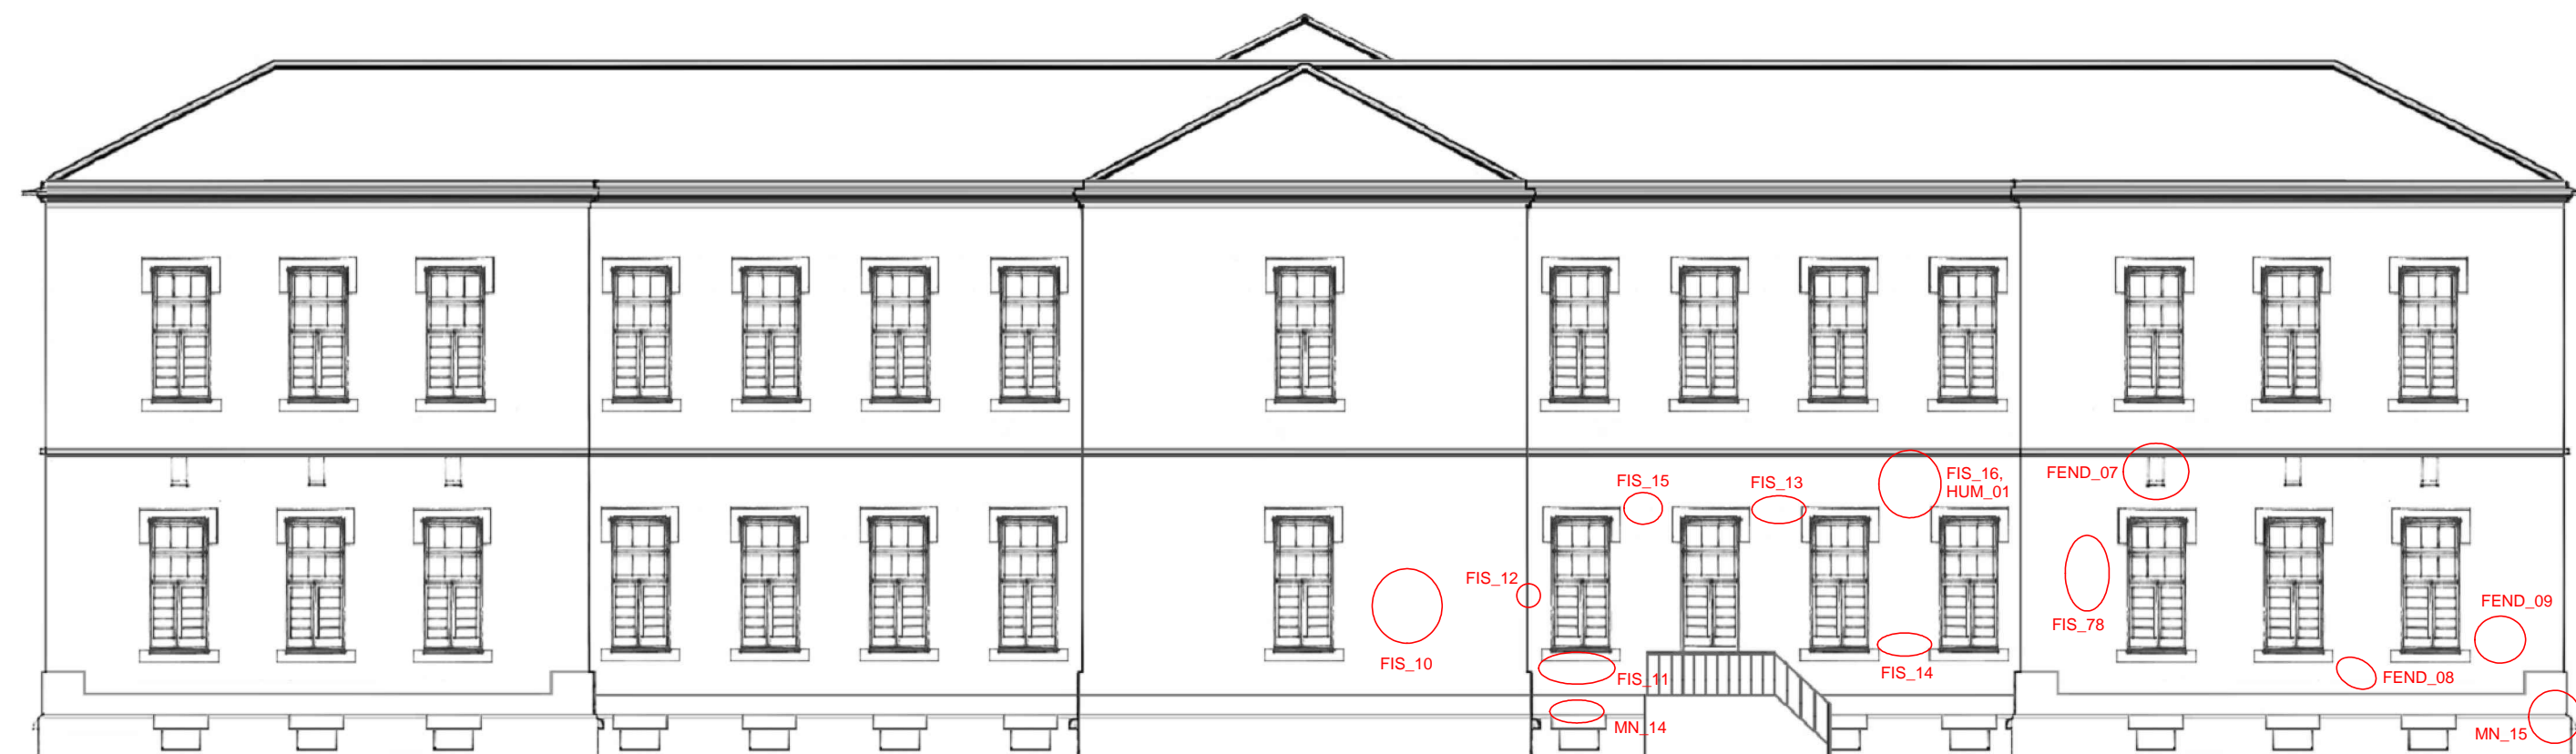 FIS_16,
HUM_01
FEND_07
FIS_15
FIS_13
FIS_12
FEND_09
FIS_78
FIS_10
FIS_14
FIS_11
FEND_08
MN_14
MN_15